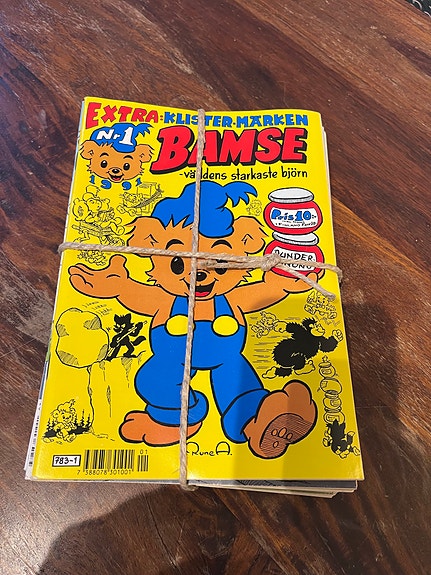 EXTRA: KLISTER-MÄRKEN
Nr 1
BAMSE
1991
-världens starkaste björn
Pris 10:-
DUNDER
HONUNG
Rune A.
783-1
01
7 388078 301001